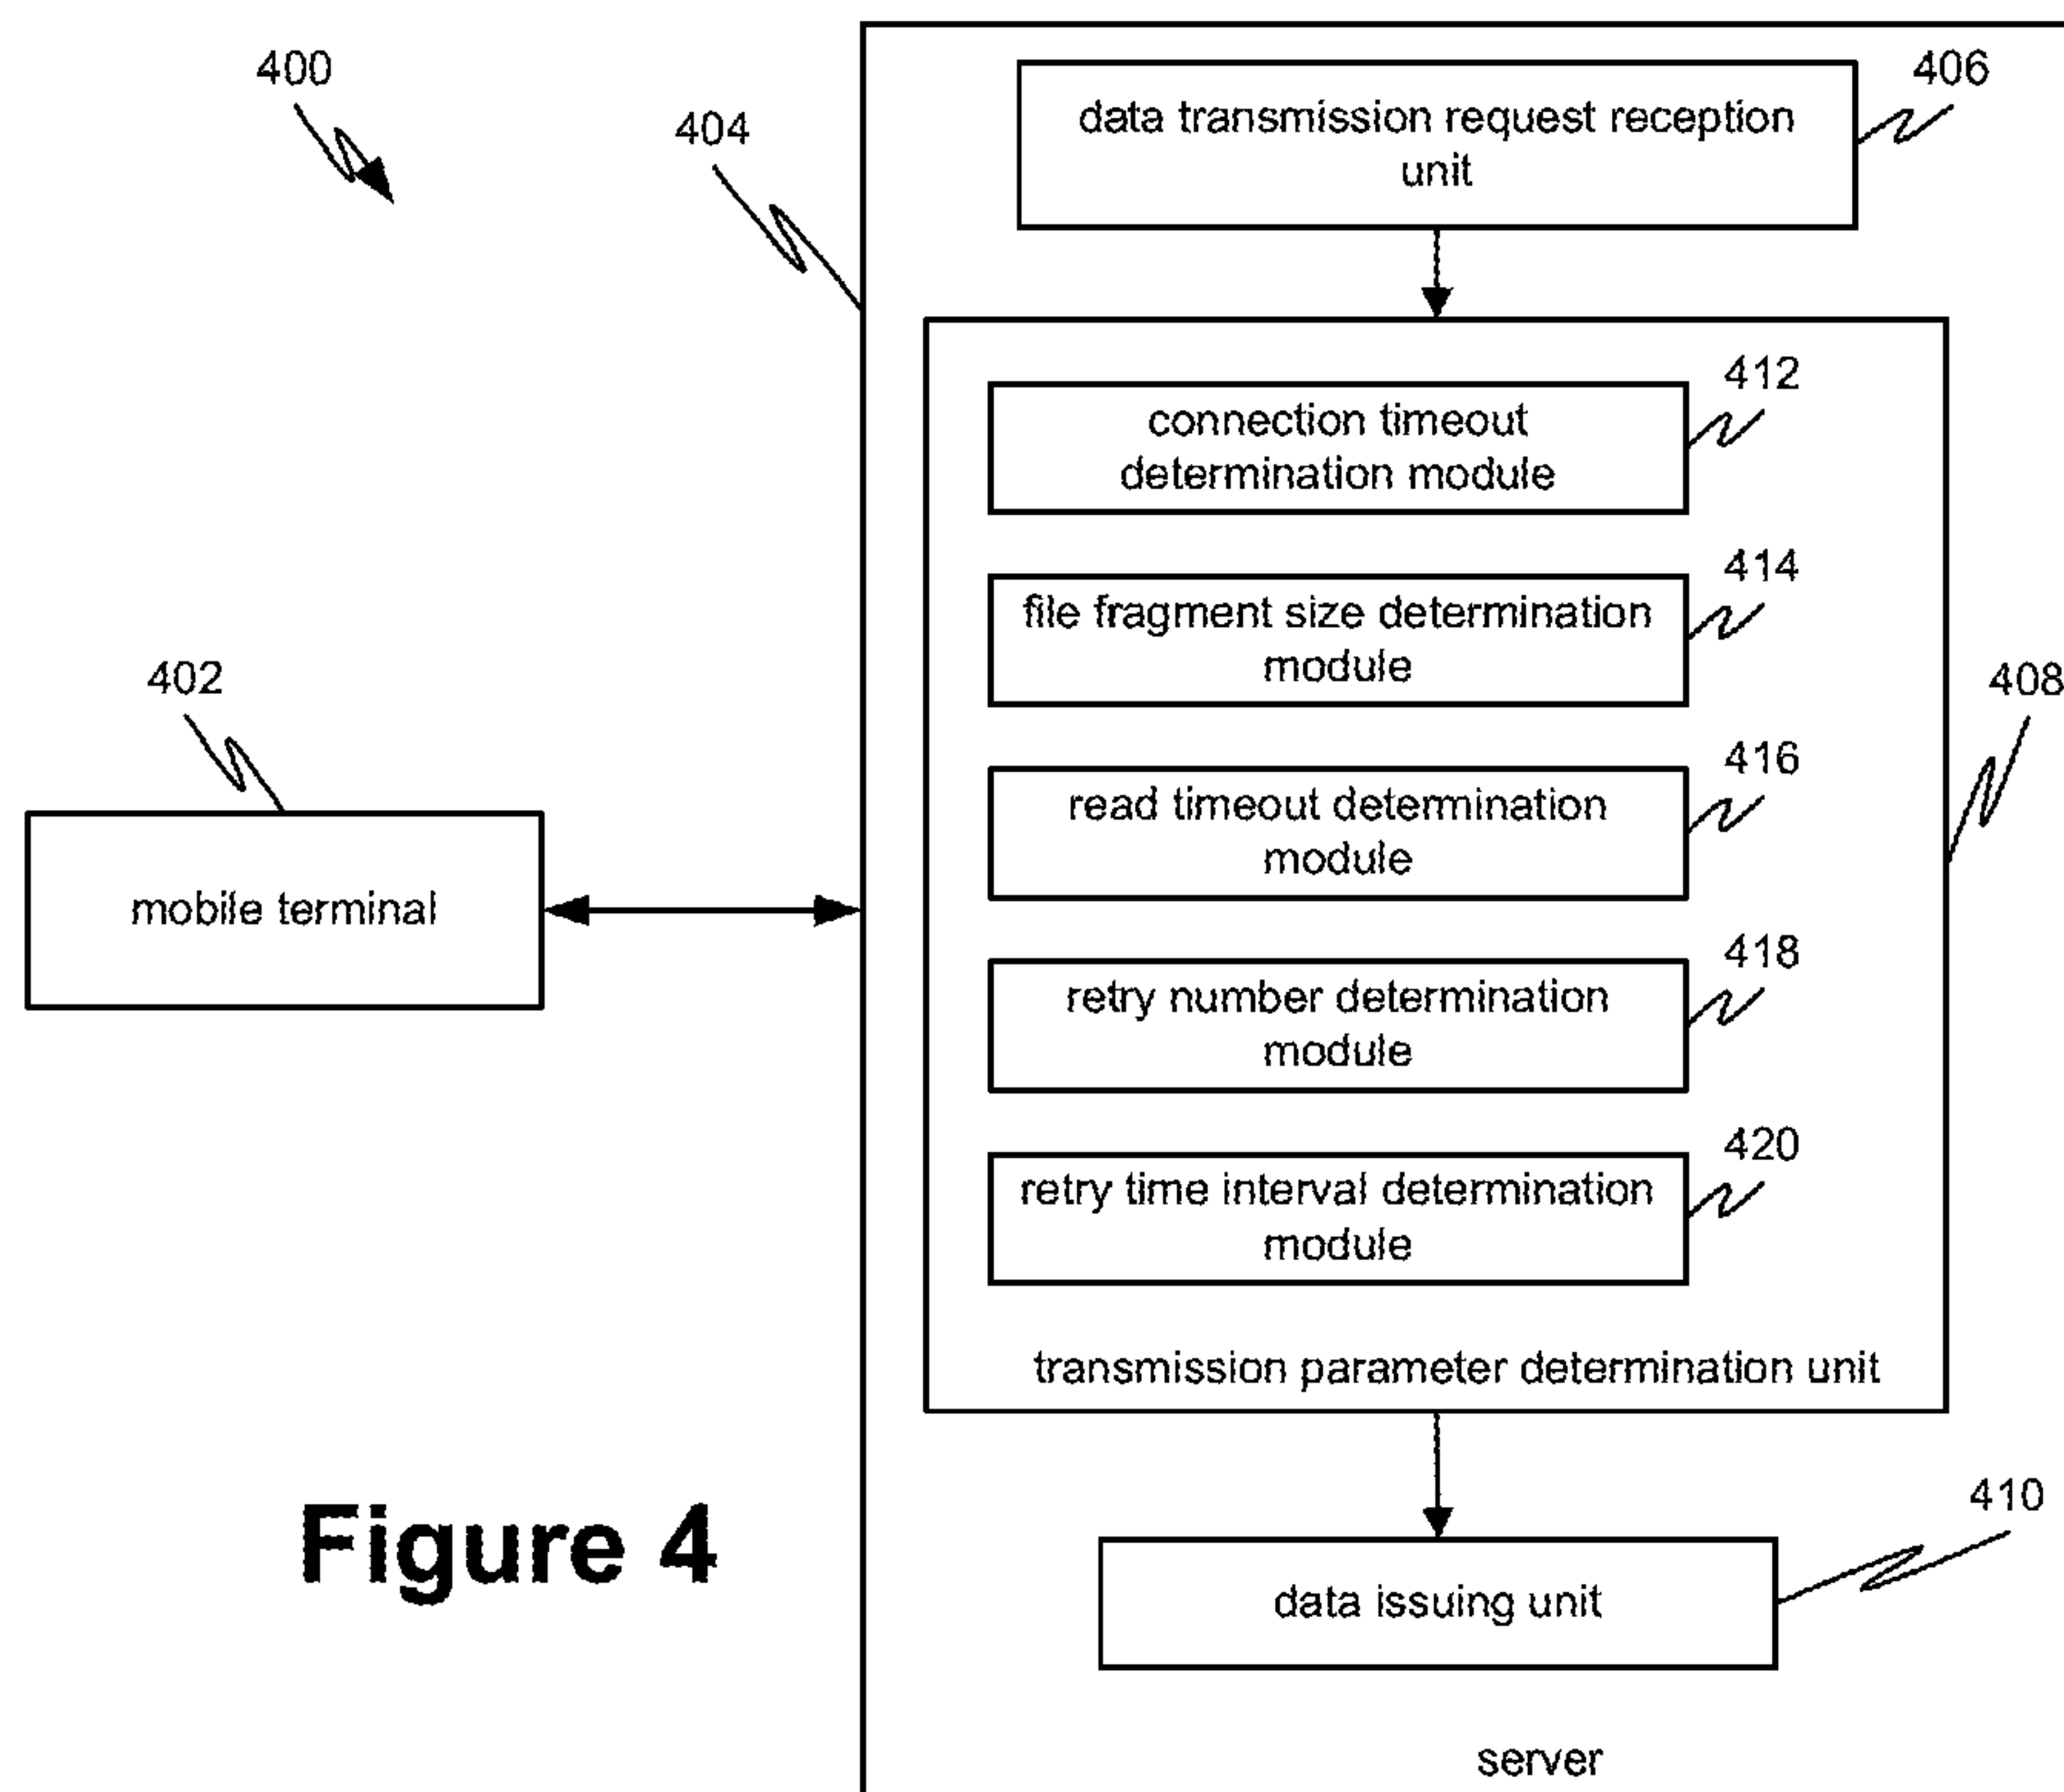 400
404
406
data transmission request reception
unit
412
connection timeout
determination module
414
file fragment size determination
module
402
408
416
read timeout determination
module
mobile terminal
418
retry number determination
module
420
retry time interval determination
module
transmission parameter determination unit
410
Figure 4
data issuing unit
server